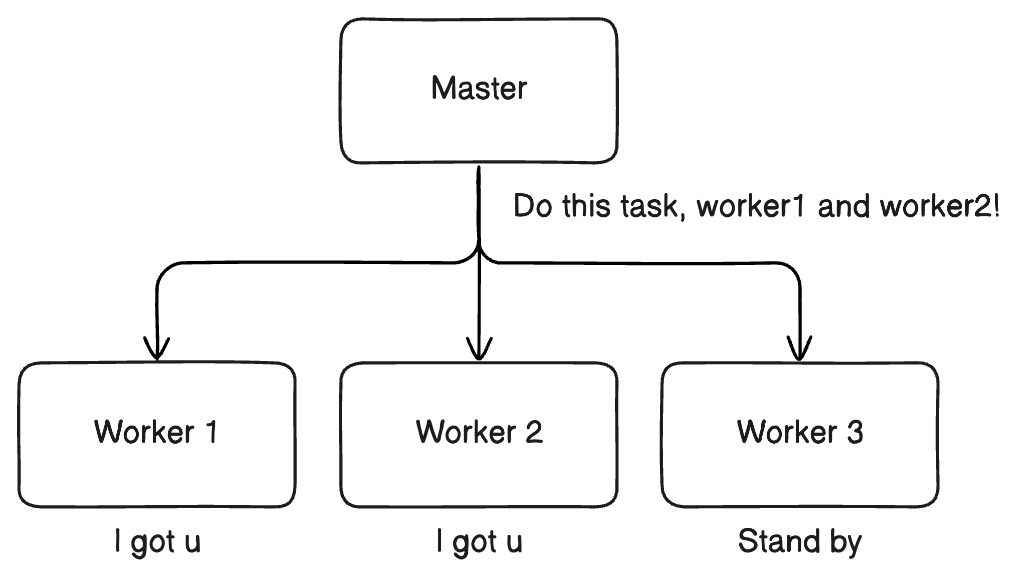 Master
Do this task, worker1 and worker2!
Worker 1
Worker 2
Worker 3
I got u
I got u
Stand by